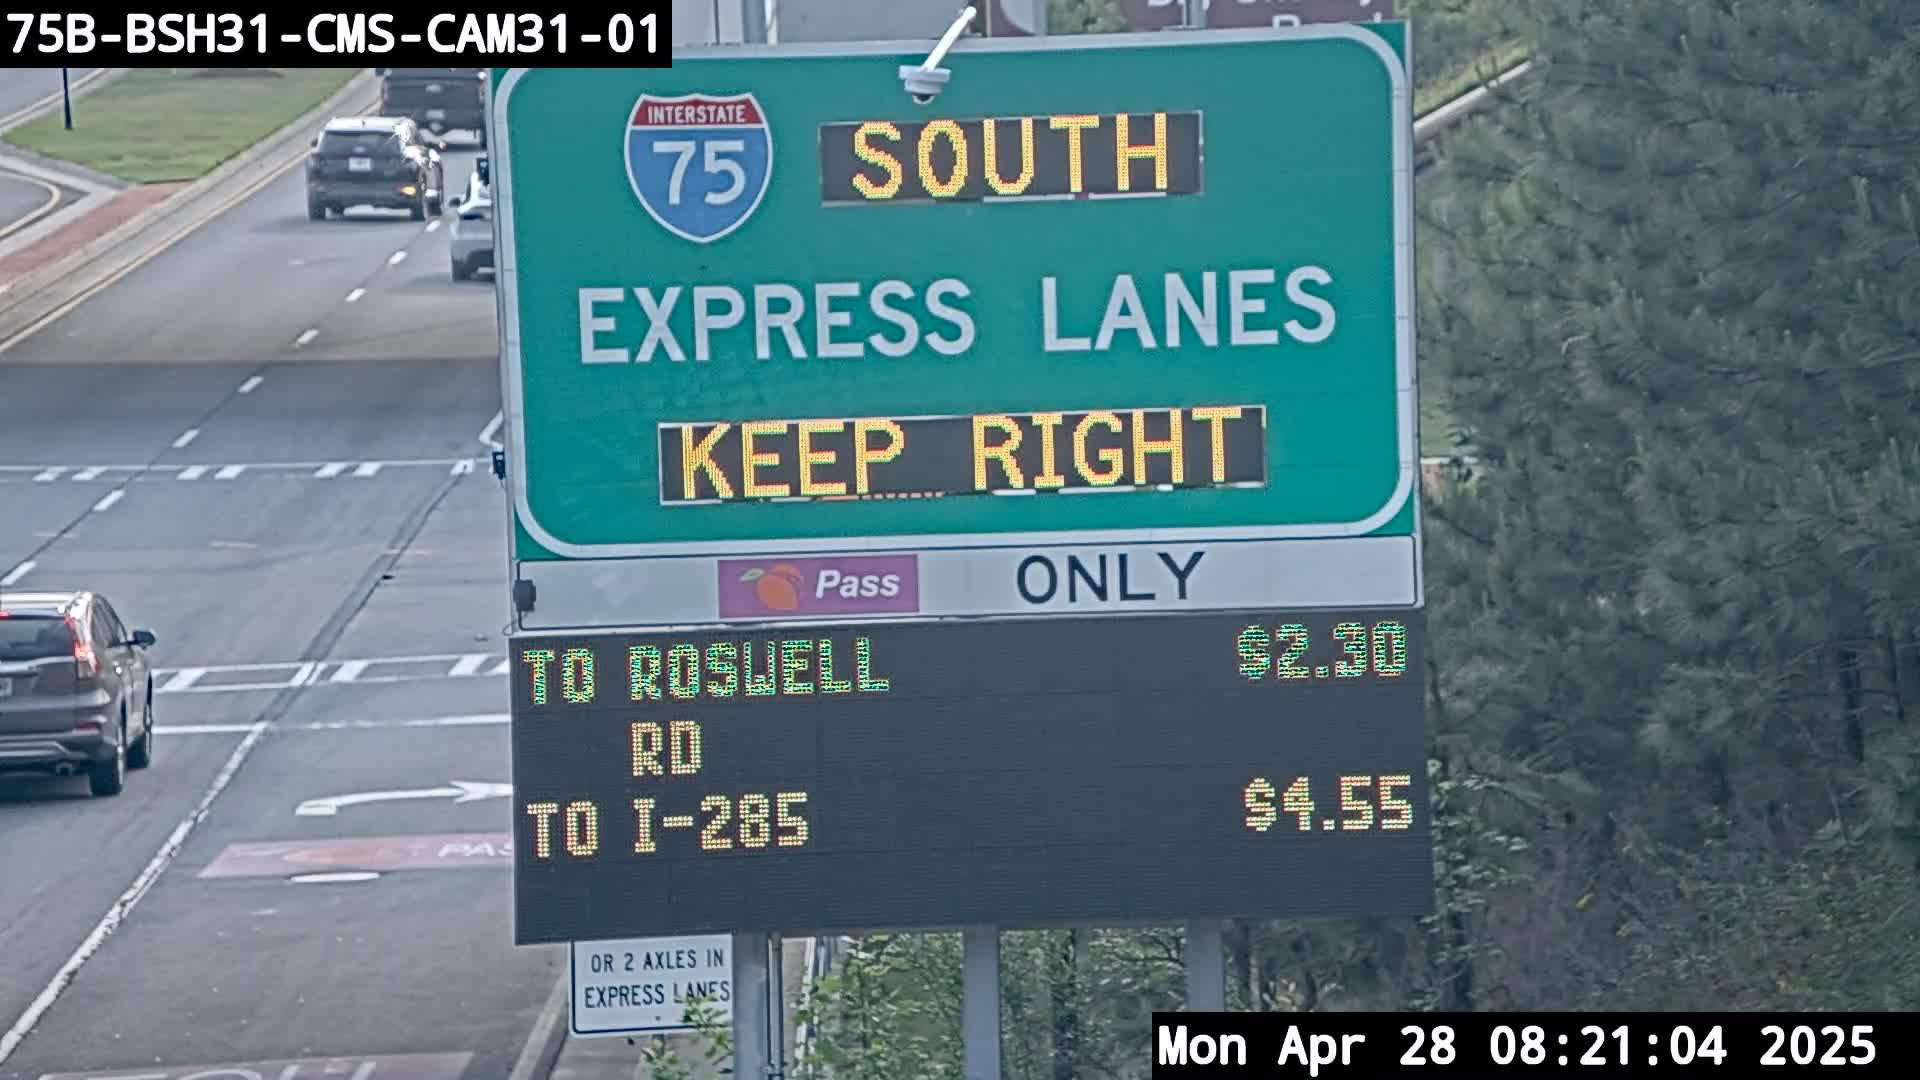 75B-BSH31-CMS-CAM31-01
INTERSTATE
75
SOUTH
EXPRESS LANES
KEEP RIGHT
Pass ONLY
TO ROSWELL $2.30
RD
TO I-285 $4.55
OR 2 AXLES IN
EXPRESS LANES
Mon Apr 28 08:21:04 2025